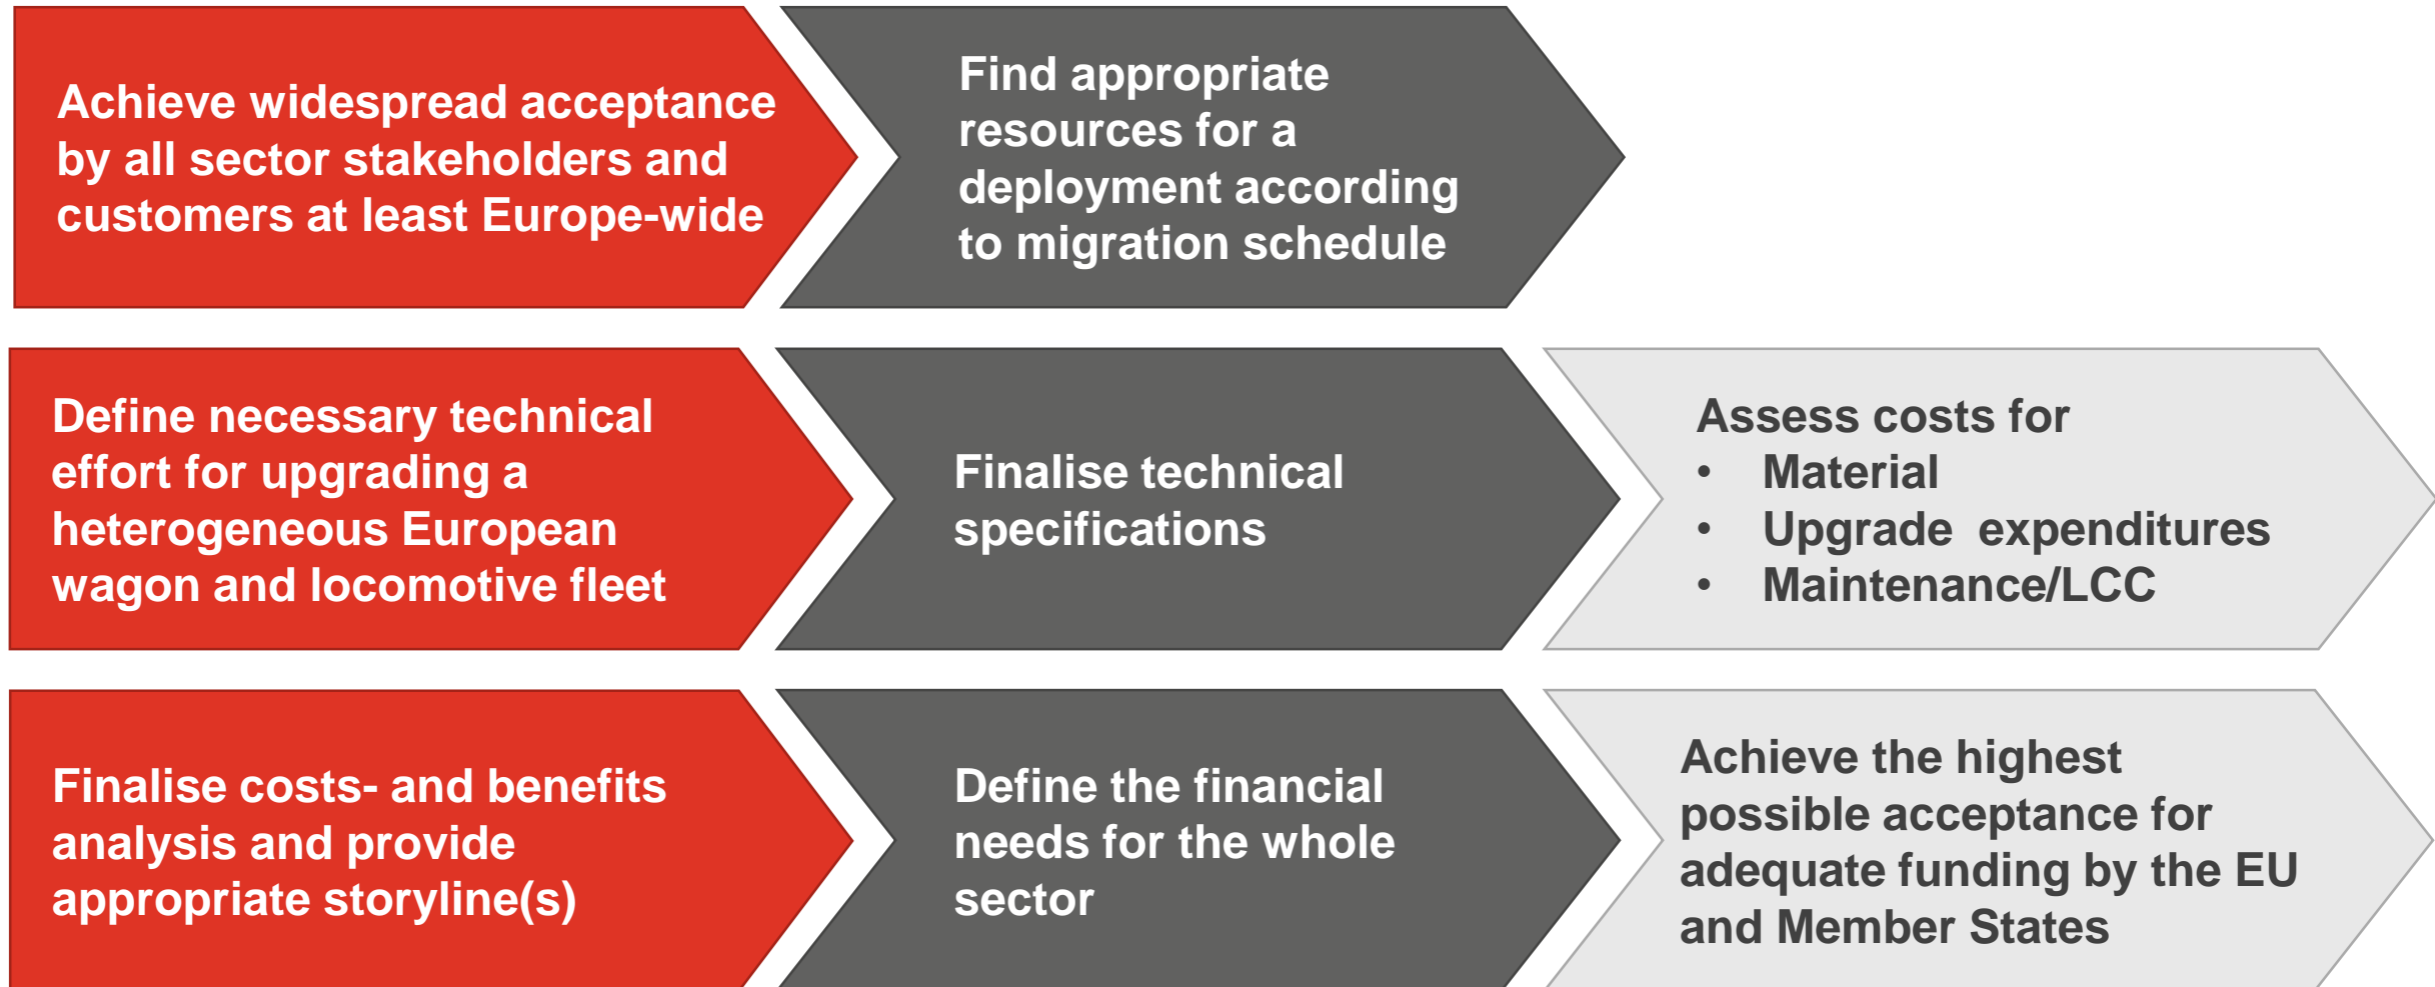 Achieve widespread acceptance
by all sector stakeholders and
customers at least Europe-wide
Find appropriate
resources for a
deployment according
to migration schedule
Define necessary technical
effort for upgrading a
heterogeneous European
wagon and locomotive fleet
Finalise technical
specifications
Assess costs for
• Material
• Upgrade  expenditures
• Maintenance/LCC
Finalise costs- and benefits
analysis and provide
appropriate storyline(s)
Define the financial
needs for the whole
sector
Achieve the highest
possible acceptance for
adequate funding by the EU
and Member States